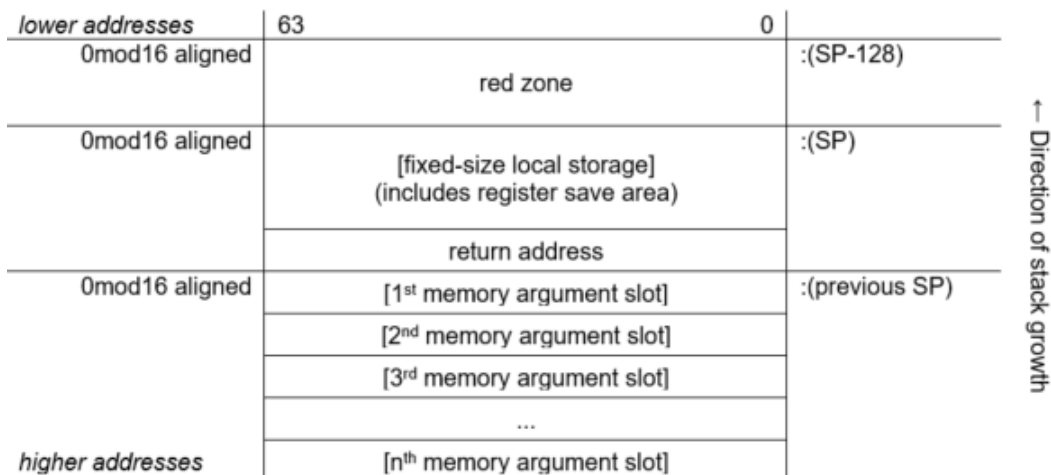 lower addresses 63 0
0mod16 aligned :(SP-128)
red zone
0mod16 aligned :(SP)
[fixed-size local storage]
(includes register save area)
return address
0mod16 aligned [1st memory argument slot] :(previous SP)
[2nd memory argument slot]
[3rd memory argument slot]
...
higher addresses [nth memory argument slot]
← Direction of stack growth